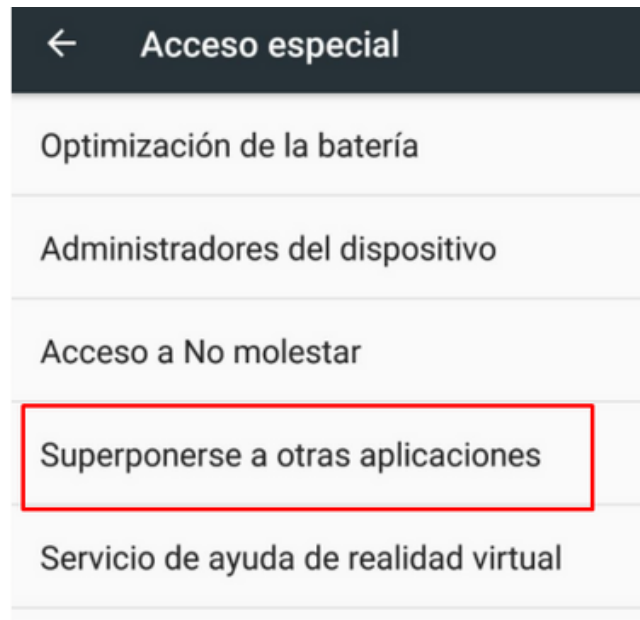 Acceso especial
Optimización de la batería
Administradores del dispositivo
Acceso a No molestar
Superponerse a otras aplicaciones
Servicio de ayuda de realidad virtual